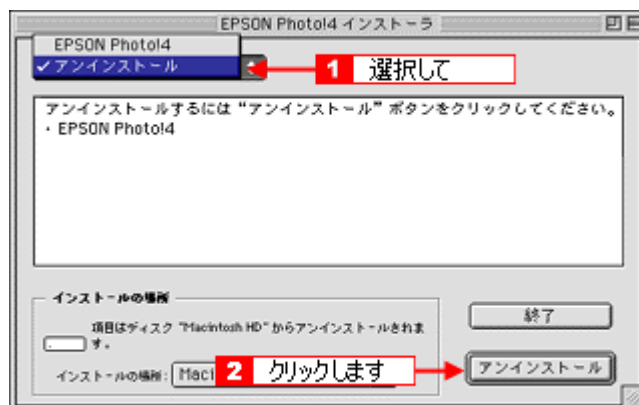 EPSON Photo!4 インストーラ
EPSON Photo!4
✓アンインストール
1 選択して
アンインストールするには “アンインストール” ボタンをクリックしてください。
・EPSON Photo!4
インストールの場所
項目はディスク “Macintosh HD” からアンインストールされま
す。
終了
インストールの場所: Maci
2 クリックします
アンインストール